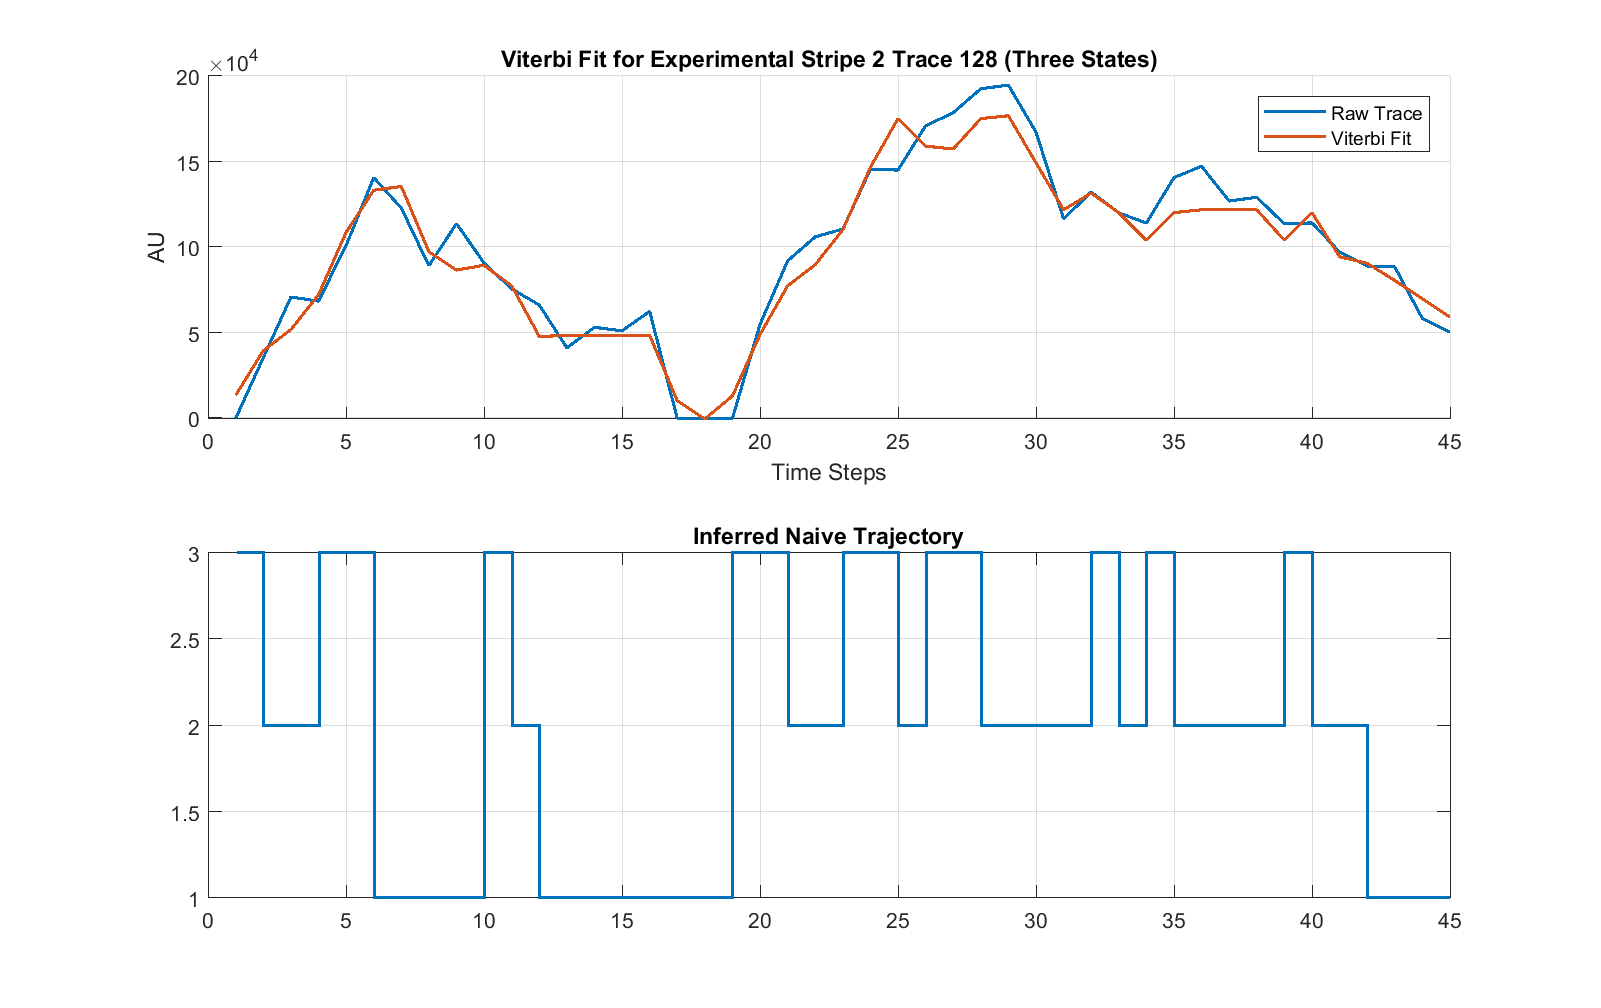 Viterbi Fit for Experimental Stripe 2 Trace 128 (Three States)
×10^4
20
15
10
5
0
AU
Raw Trace
Viterbi Fit
0 5 10 15 20 25 30 35 40 45
Time Steps
Inferred Naive Trajectory
3
2.5
2
1.5
1
0 5 10 15 20 25 30 35 40 45